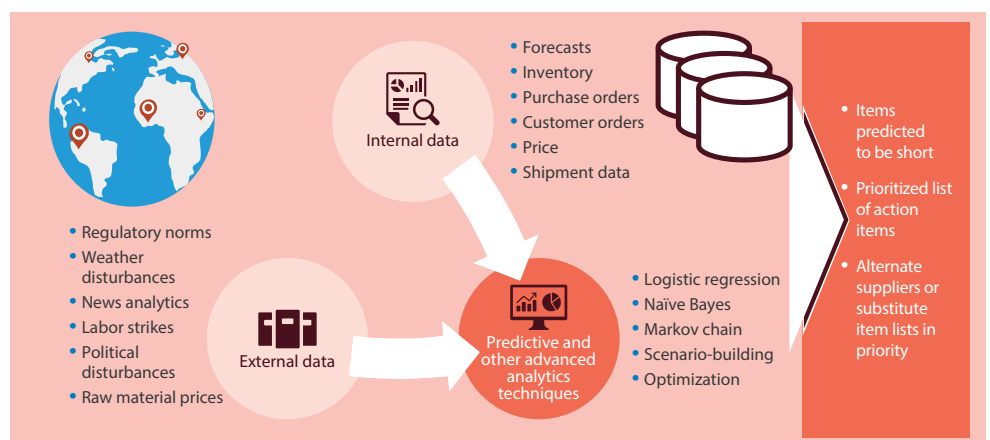 Internal data
• Forecasts
• Inventory
• Purchase orders
• Customer orders
• Price
• Shipment data
• Regulatory norms
• Weather
disturbances
• News analytics
• Labor strikes
• Political
disturbances
• Raw material prices
External data
Predictive and
other advanced
analytics
techniques
• Logistic regression
• Naïve Bayes
• Markov chain
• Scenario-building
• Optimization
• Items
predicted
to be short
• Prioritized list
of action
items
• Alternate
suppliers or
substitute
item lists in
priority